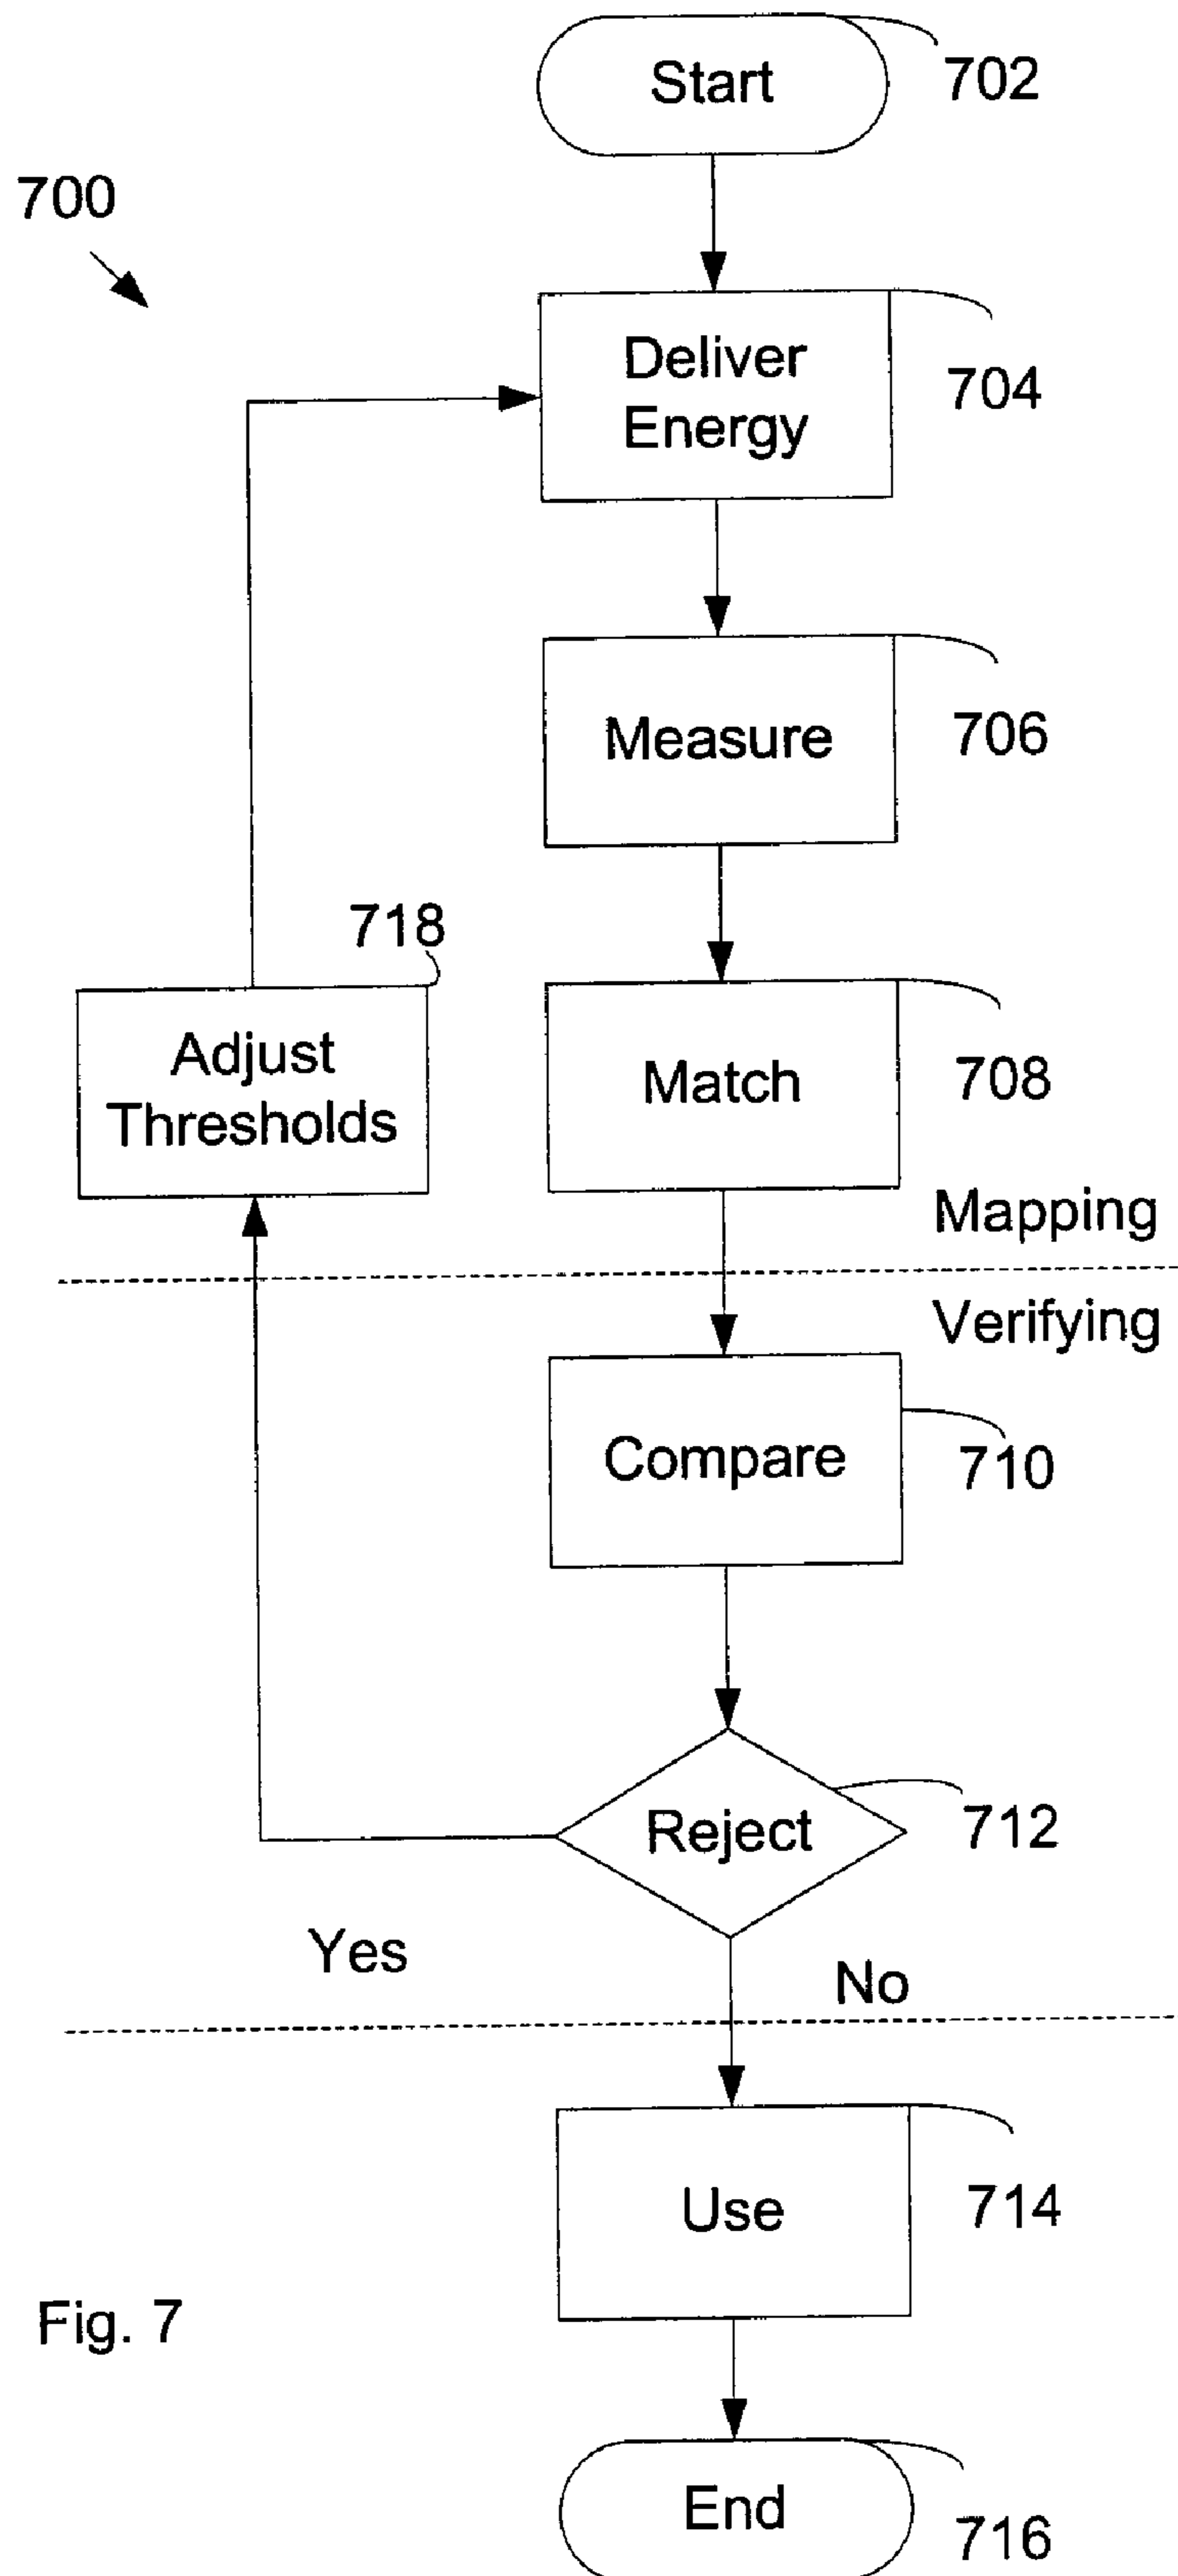 Start
702
700
Deliver
Energy
704
Measure
706
718
Adjust
Thresholds
Match
708
Mapping
Verifying
Compare
710
Reject
712
Yes
No
Use
714
Fig. 7
End
716